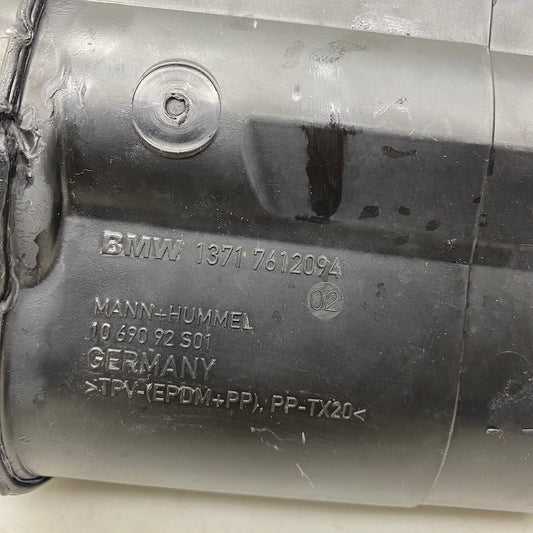 BMW 1371 7612094
02
MANN+HUMMEL
10 690 92 S01
GERMANY
>TPV-(EPDM+PP), PP-TX20<